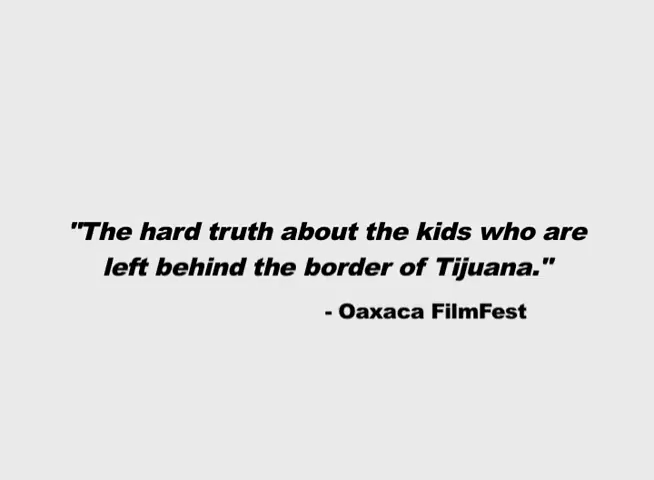 "The hard truth about the kids who are
left behind the border of Tijuana."
- Oaxaca FilmFest